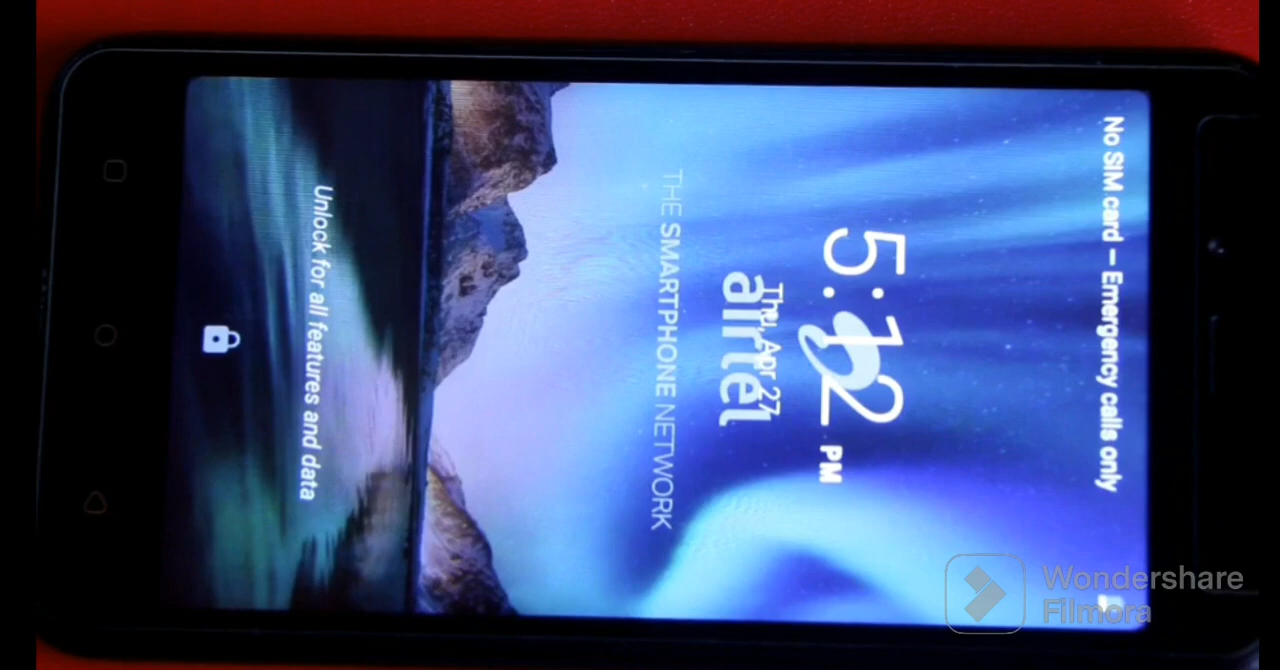 No SIM card — Emergency calls only
5:12 PM
Thu, Apr 27
airtel
THE SMARTPHONE NETWORK
Unlock for all features and data
Wondershare
Filmora